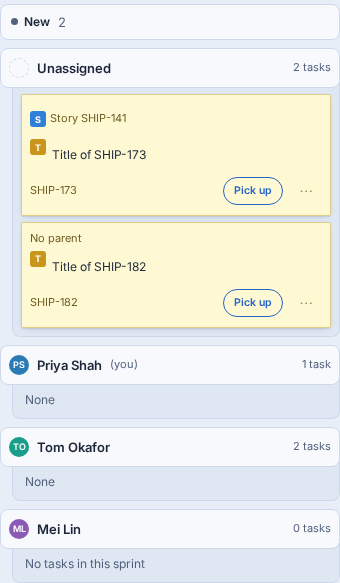 New 2
Unassigned 2 tasks
S Story SHIP-141
T Title of SHIP-173
SHIP-173 Pick up ...
No parent
T Title of SHIP-182
SHIP-182 Pick up ...
PS Priya Shah (you) 1 task
None
TO Tom Okafor 2 tasks
None
ML Mei Lin 0 tasks
No tasks in this sprint